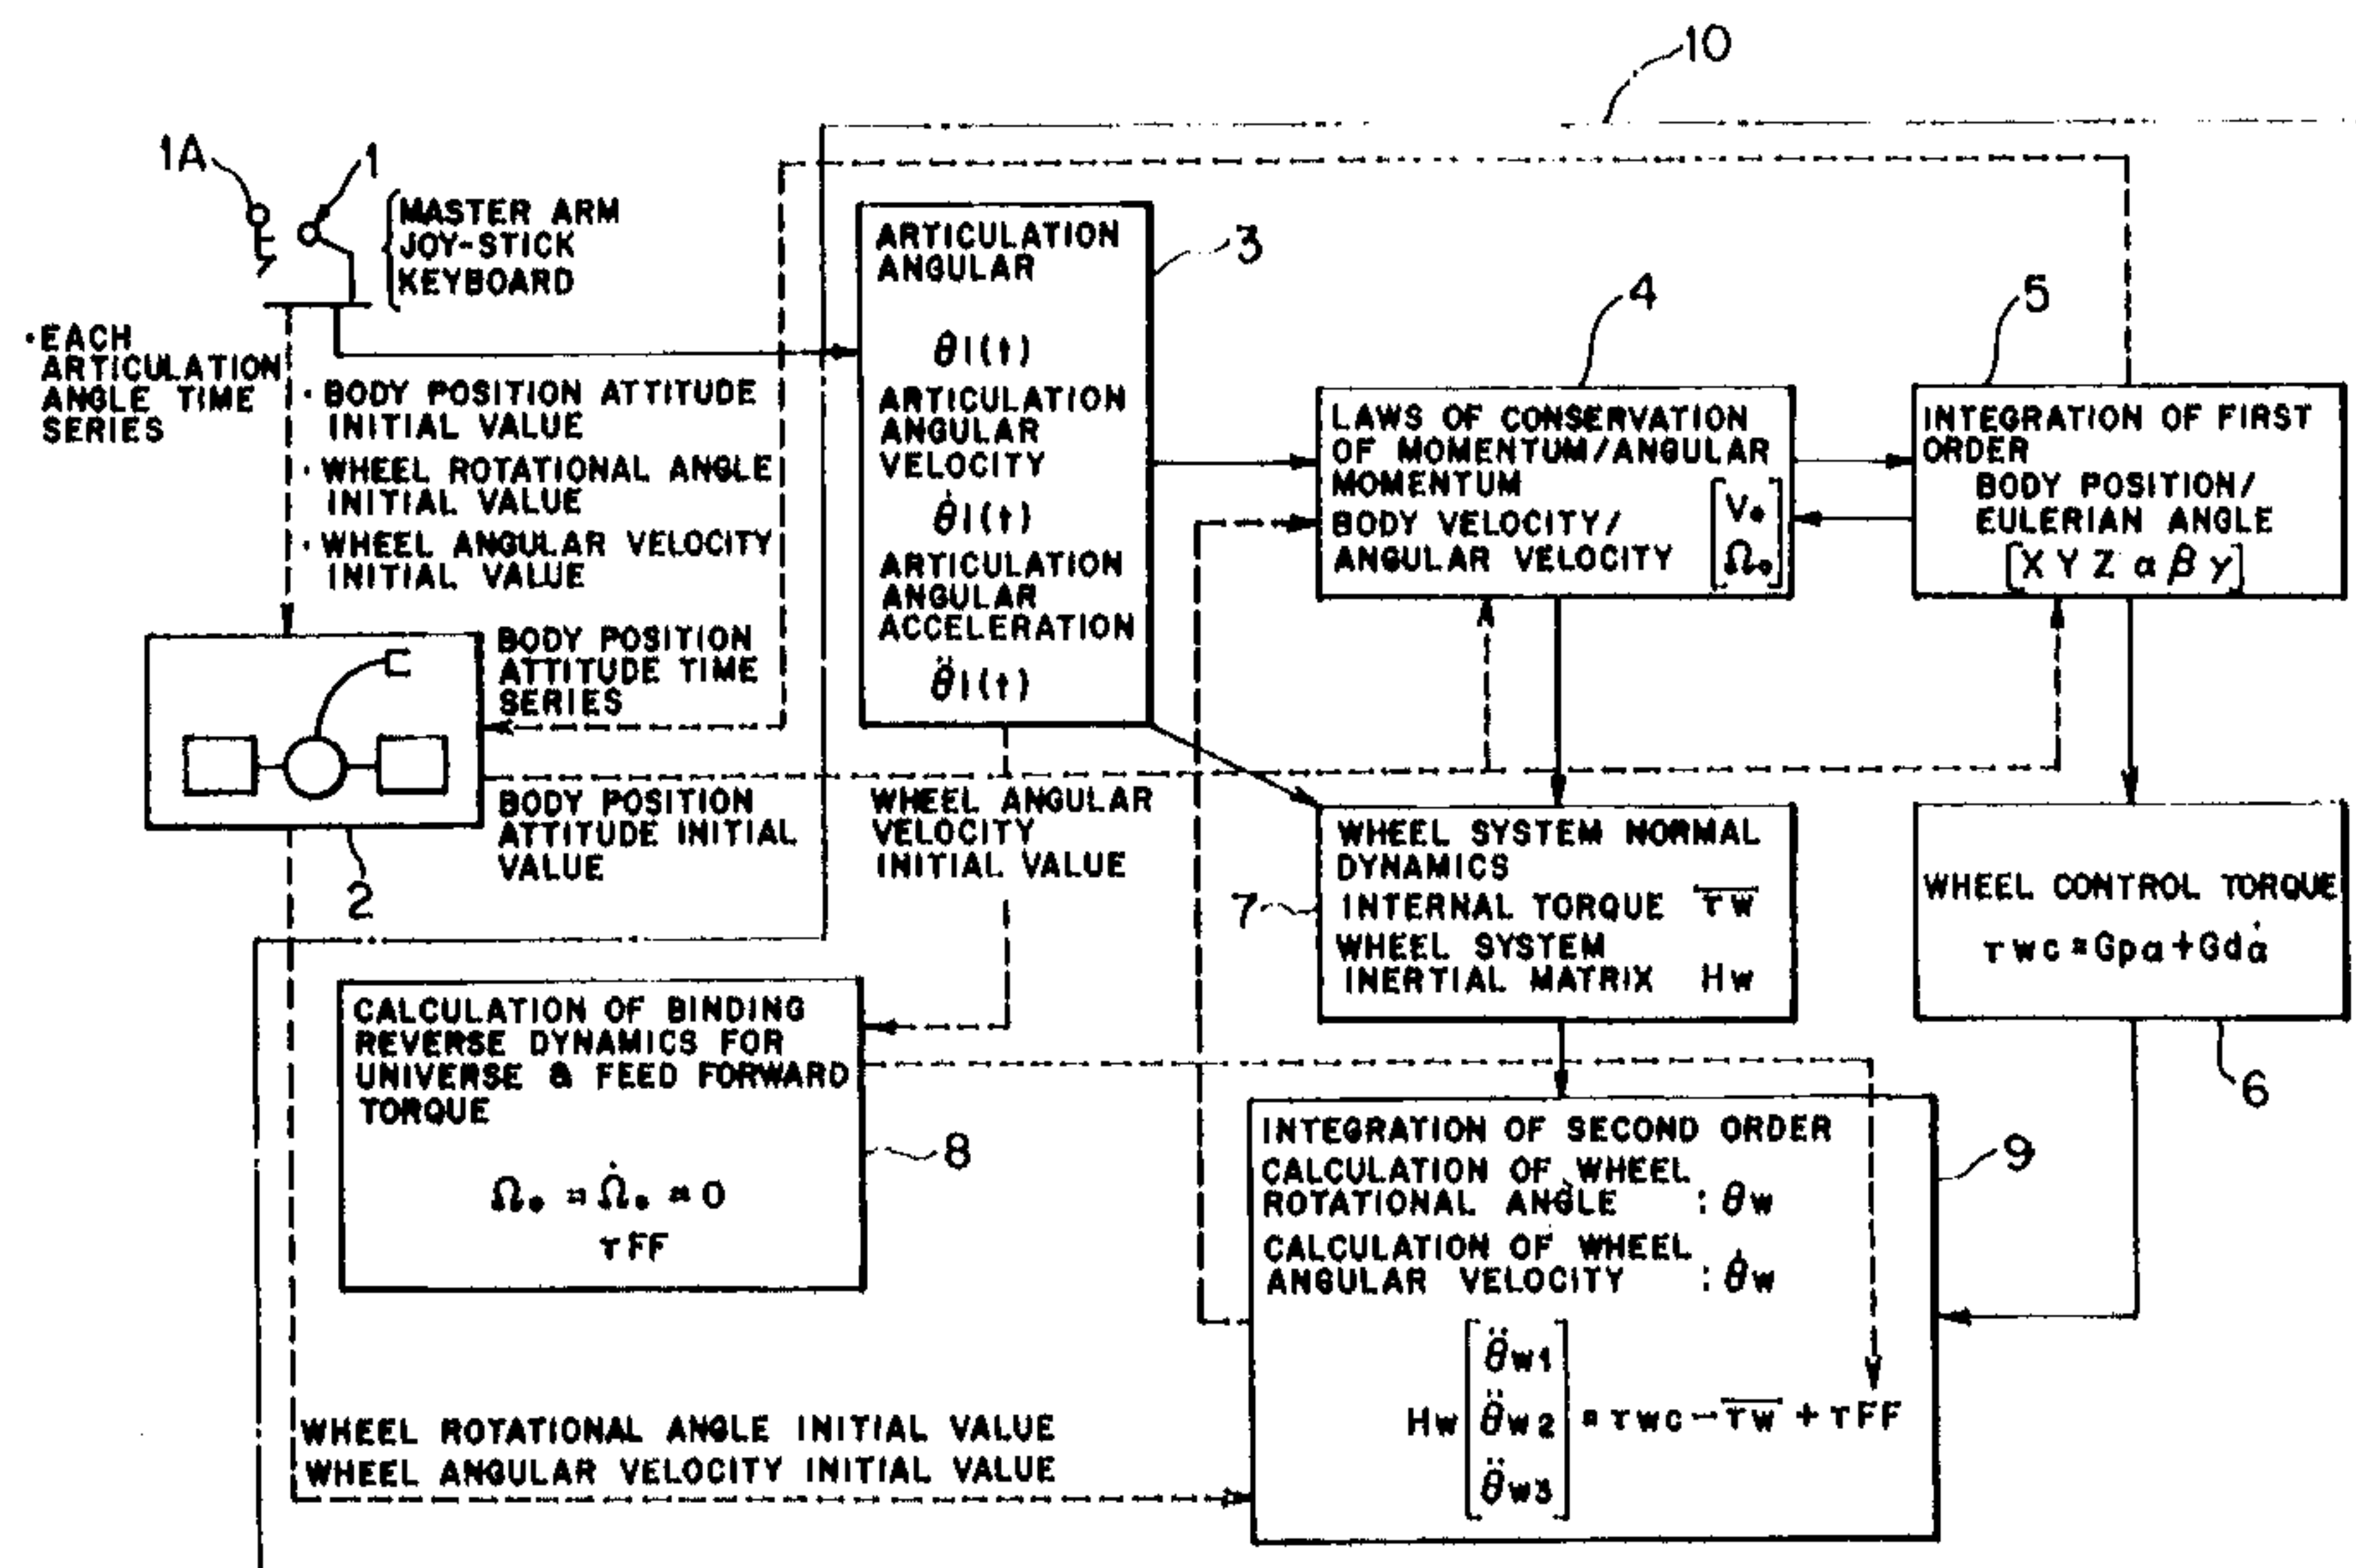 10
1A
1
MASTER ARM
JOY-STICK
KEYBOARD
·EACH
ARTICULATION
ANGLE TIME
SERIES
· BODY POSITION ATTITUDE
INITIAL VALUE
· WHEEL ROTATIONAL ANGLE
INITIAL VALUE
· WHEEL ANGULAR VELOCITY
INITIAL VALUE
ARTICULATION
ANGULAR
θl(t)
ARTICULATION
ANGULAR
VELOCITY
θ̇l(t)
ARTICULATION
ANGULAR
ACCELERATION
θ̈l(t)
3
4
LAWS OF CONSERVATION
OF MOMENTUM/ANGULAR
MOMENTUM
BODY VELOCITY/
ANGULAR VELOCITY
[V₀
Ω₀]
5
INTEGRATION OF FIRST
ORDER
BODY POSITION/
EULERIAN ANGLE
[X Y Z α β γ]
BODY POSITION
ATTITUDE TIME
SERIES
BODY POSITION
ATTITUDE INITIAL
VALUE
2
WHEEL ANGULAR
VELOCITY
INITIAL VALUE
WHEEL SYSTEM NORMAL
DYNAMICS
INTERNAL TORQUE τ̅w̅
WHEEL SYSTEM
INERTIAL MATRIX Hw
7
WHEEL CONTROL TORQUE
τwc=Gpα+Gdα̇
6
CALCULATION OF BINDING
REVERSE DYNAMICS FOR
UNIVERSE & FEED FORWARD
TORQUE
Ω₀ = Ω̇₀ = 0
τFF
8
INTEGRATION OF SECOND ORDER
CALCULATION OF WHEEL
ROTATIONAL ANGLE : θw
CALCULATION OF WHEEL
ANGULAR VELOCITY : θ̇w
9
θ̈w1
Hw [θ̈w2] = τwc − τ̅w̅ + τFF
θ̈w3
WHEEL ROTATIONAL ANGLE INITIAL VALUE
WHEEL ANGULAR VELOCITY INITIAL VALUE